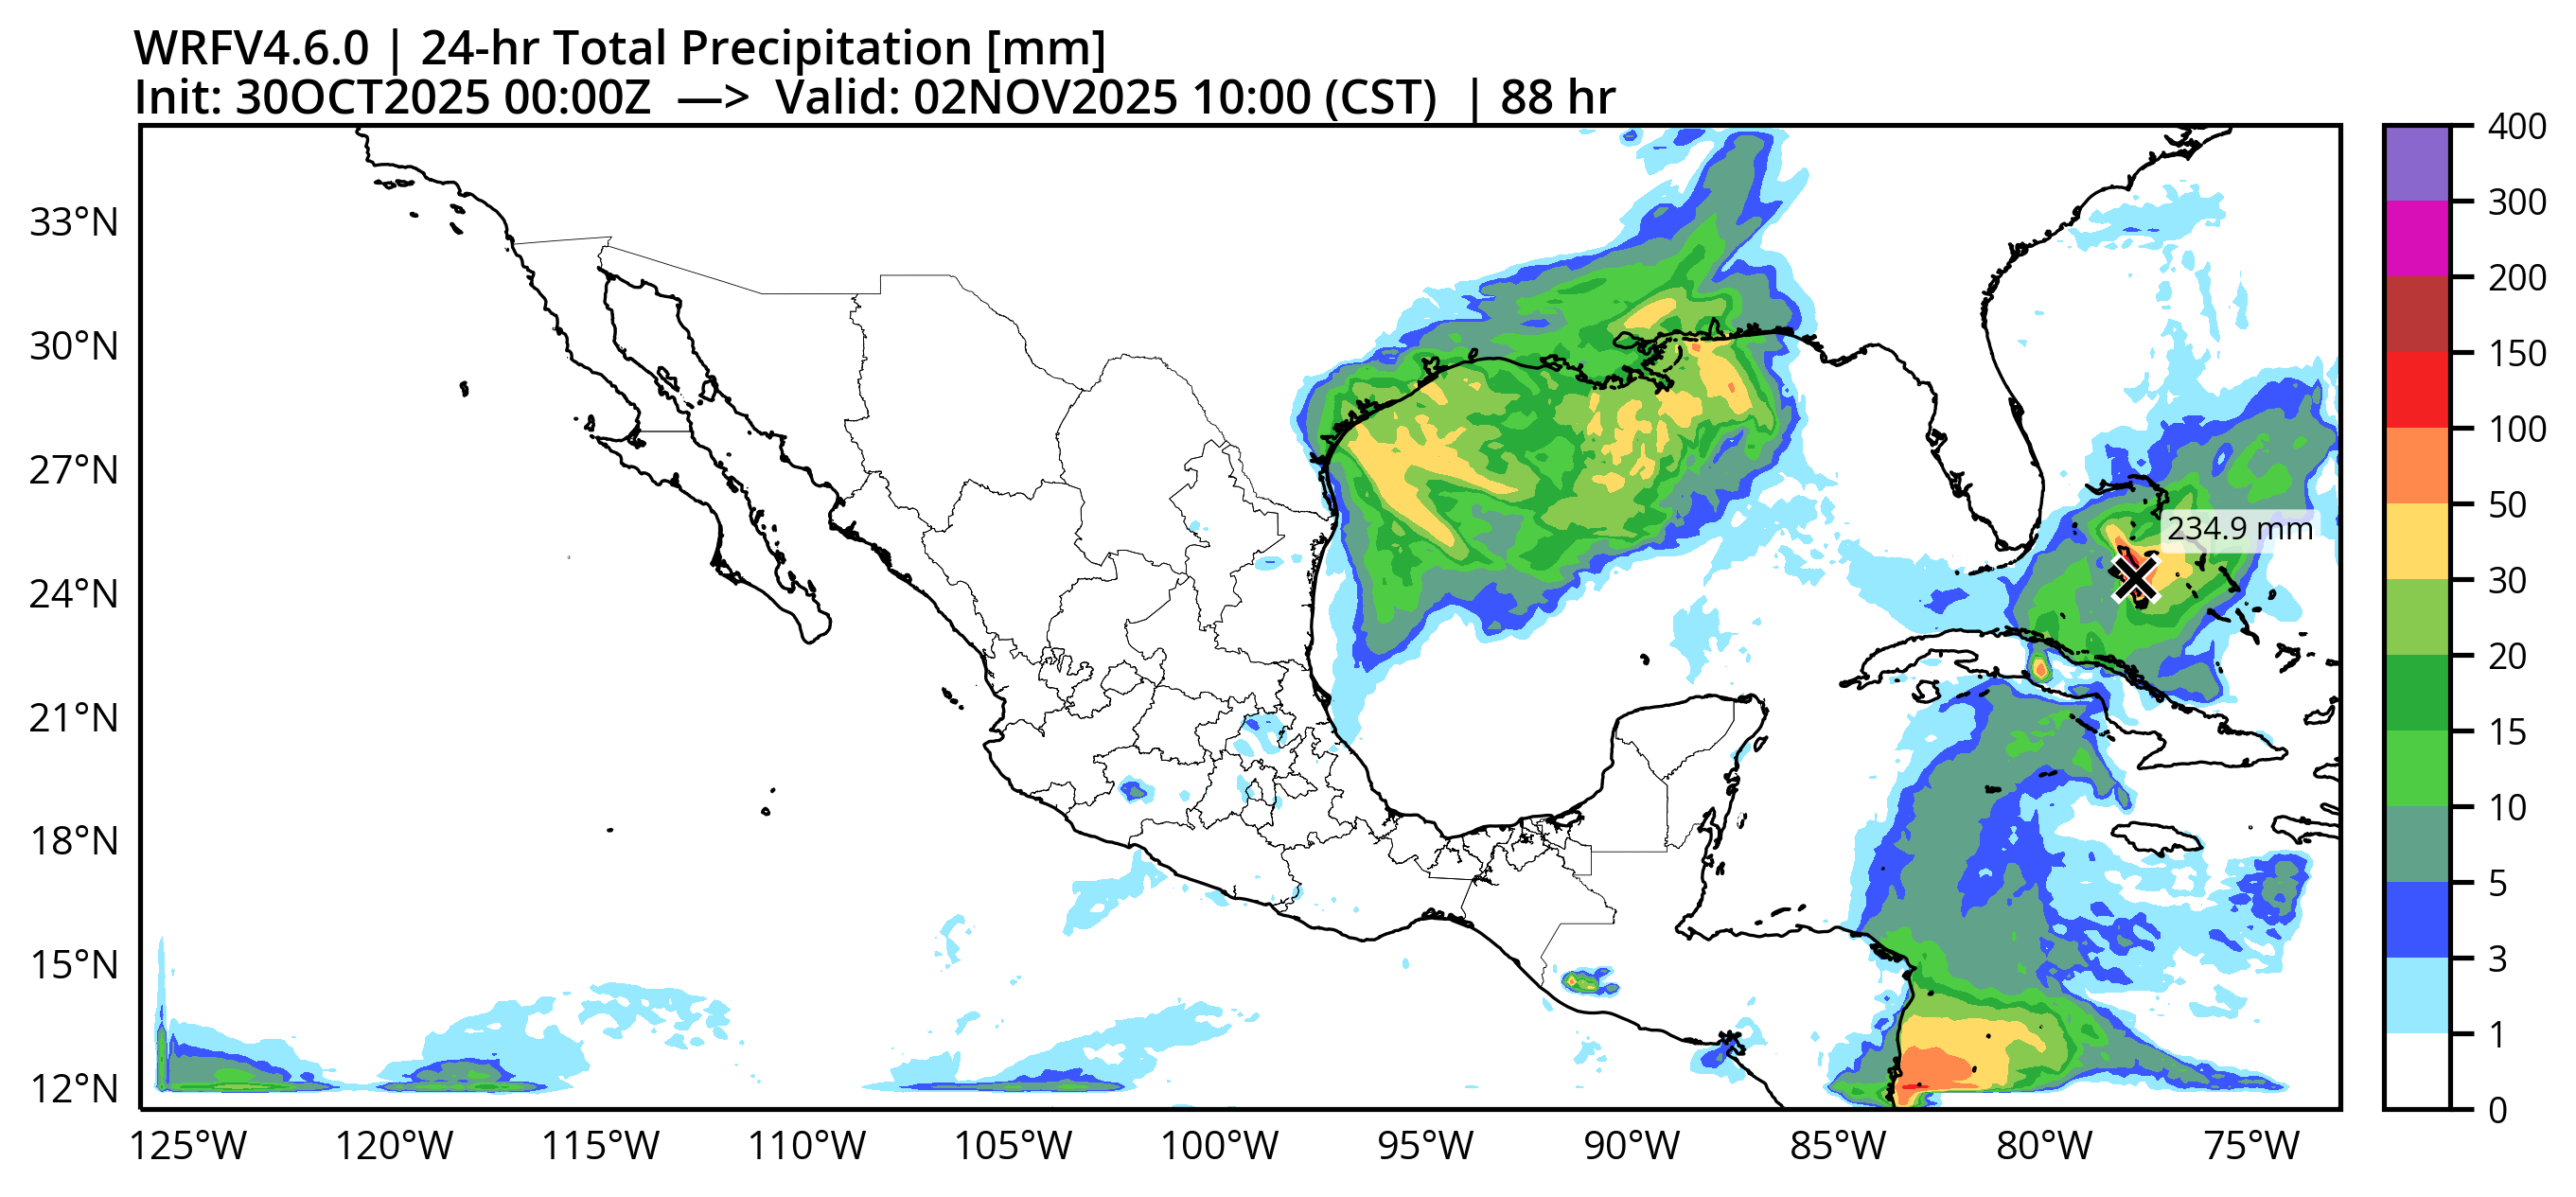 WRFV4.6.0 | 24-hr Total Precipitation [mm]
Init: 30OCT2025 00:00Z —> Valid: 02NOV2025 10:00 (CST) | 88 hr
33°N
30°N
27°N
24°N
21°N
18°N
15°N
12°N
234.9 mm
125°W 120°W 115°W 110°W 105°W 100°W 95°W 90°W 85°W 80°W 75°W
400
300
200
150
100
50
30
20
15
10
5
3
1
0